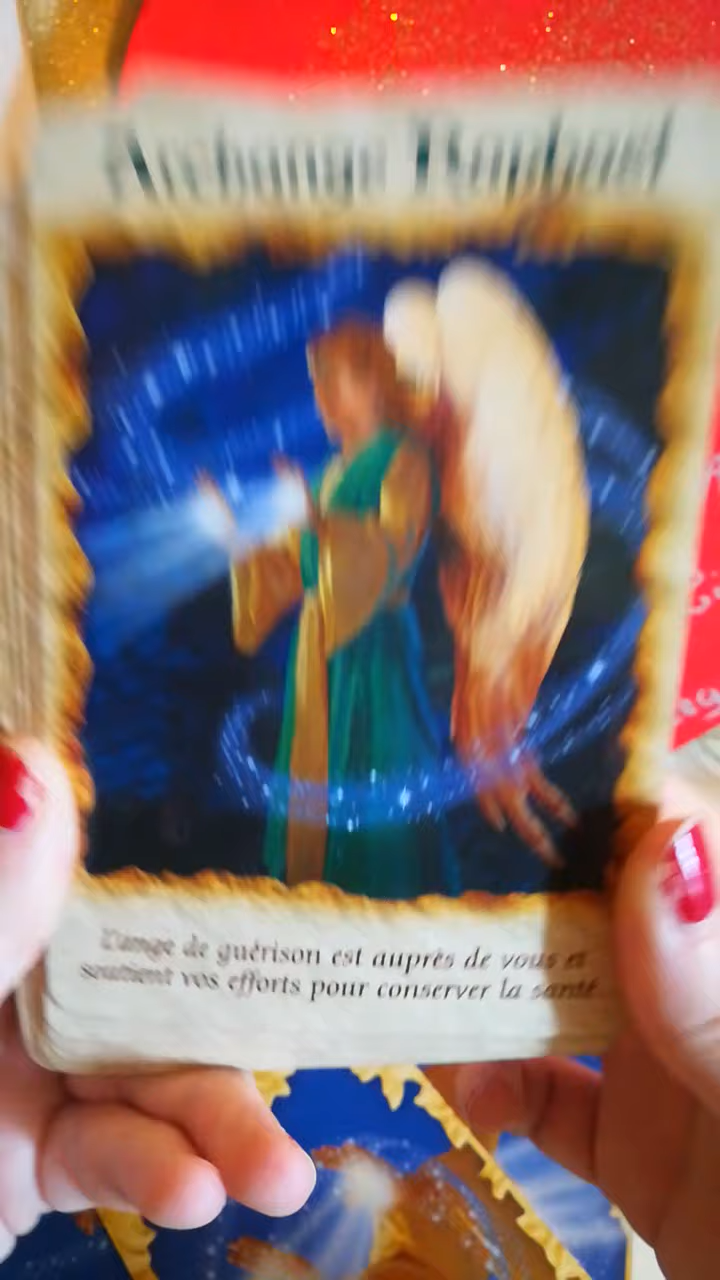 Archange Raphaël
L'ange de guérison est auprès de vous et
soutient vos efforts pour conserver la santé